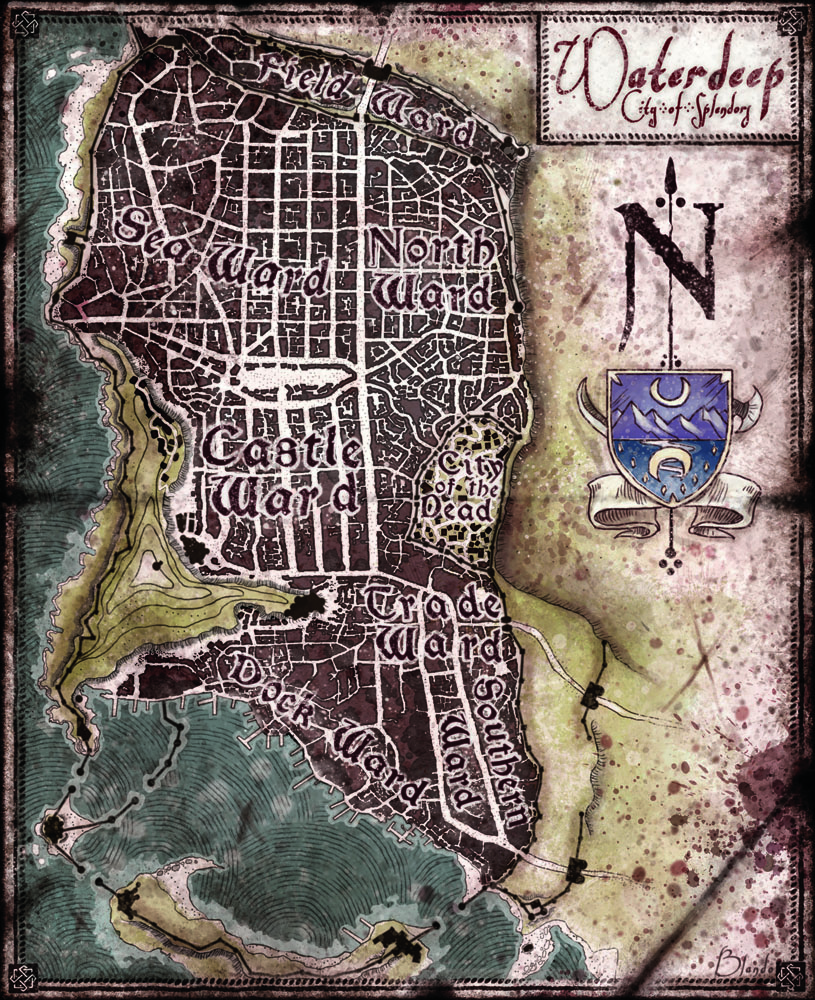 Waterdeep
City of Splendors
N
Field Ward
Sea Ward
North
Ward
Castle
Ward
City
of the
Dead
Trade
Ward
Dock Ward
Southern
Ward
Blando